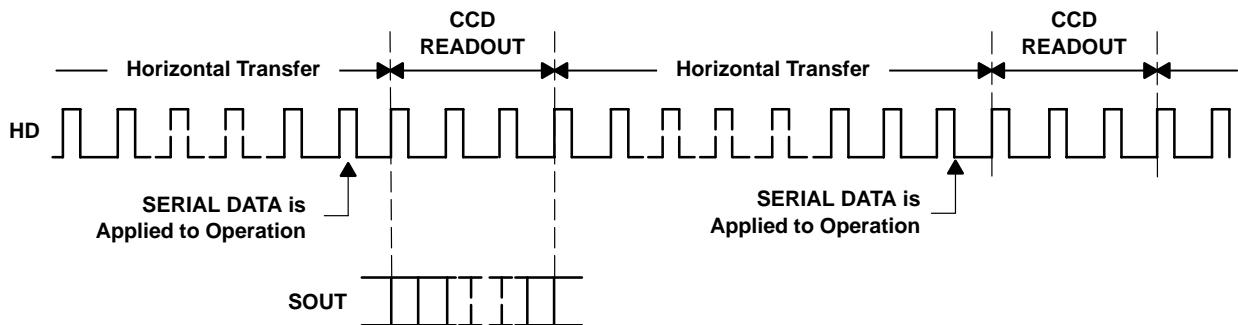 CCD
READOUT
CCD
READOUT
Horizontal Transfer
Horizontal Transfer
HD
SERIAL DATA is
Applied to Operation
SERIAL DATA is
Applied to Operation
SOUT